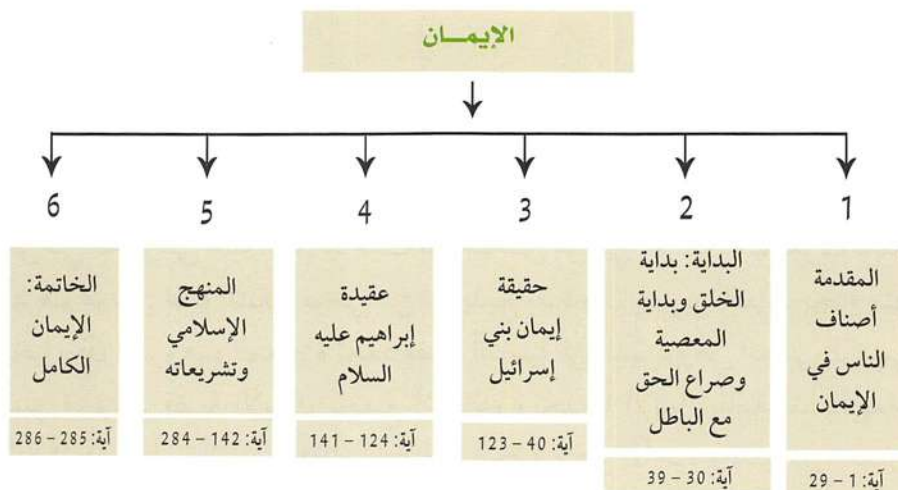 الإيمـــان
1
المقدمة
أصناف
الناس في
الإيمان
آية: 1 – 29
2
البداية: بداية
الخلق وبداية
المعصية
وصراع الحق
مع الباطل
آية: 30 – 39
3
حقيقة
إيمان بني
إسرائيل
آية: 40 – 123
4
عقيدة
إبراهيم عليه
السلام
آية: 124 – 141
5
المنهج
الإسلامي
وتشريعاته
آية: 142 – 284
6
الخاتمة:
الإيمان
الكامل
آية: 285 – 286